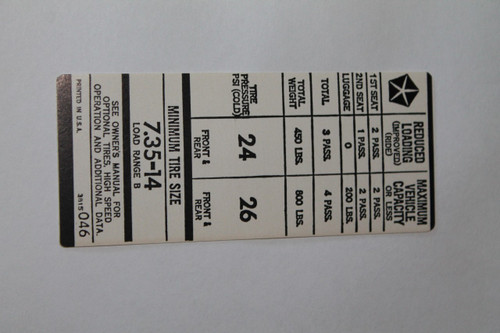 REDUCED
LOADING
(IMPROVED)
(RIDE)
MAXIMUM
VEHICLE
CAPACITY
OR LESS
1ST SEAT 2 PASS. 2 PASS.
2ND SEAT 1 PASS. 2 PASS.
LUGGAGE 0 200 LBS.
TOTAL 3 PASS. 4 PASS.
TOTAL
WEIGHT
450 LBS. 800 LBS.
TIRE
PRESSURE
PSI (COLD)
24 26
FRONT &
REAR
FRONT &
REAR
MINIMUM TIRE SIZE
7.35-14
LOAD RANGE B
SEE OWNER'S MANUAL FOR
OPTIONAL TIRES, HIGH SPEED
OPERATION AND ADDITIONAL DATA.
PRINTED IN U.S.A. 3515046